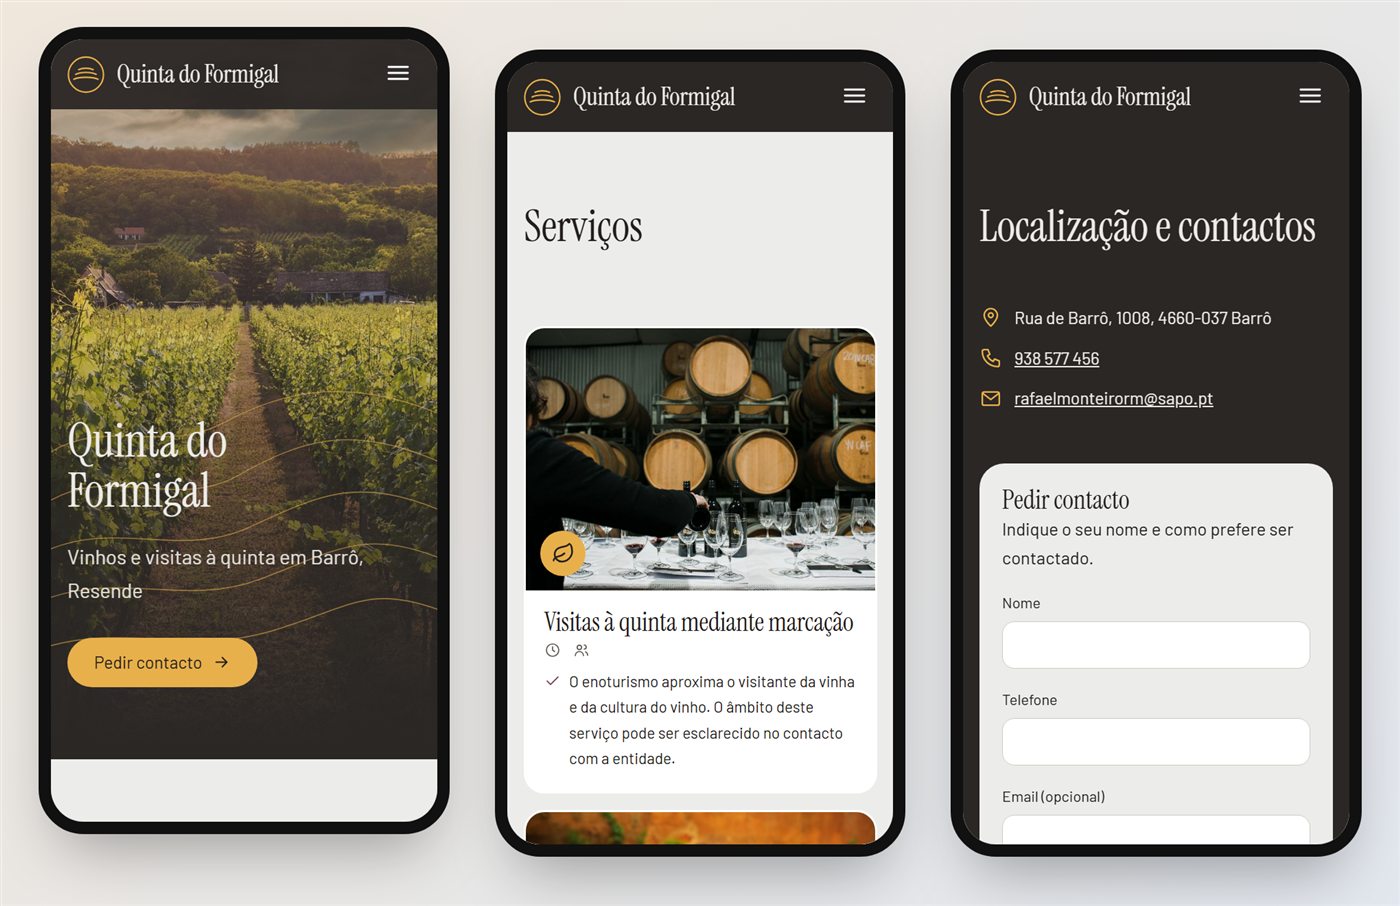 Quinta do Formigal
Quinta do
Formigal
Vinhos e visitas à quinta em Barrô,
Resende
Pedir contacto
Quinta do Formigal
Serviços
Visitas à quinta mediante marcação
O enoturismo aproxima o visitante da vinha
e da cultura do vinho. O âmbito deste
serviço pode ser esclarecido no contacto
com a entidade.
Quinta do Formigal
Localização e contactos
Rua de Barrô, 1008, 4660-037 Barrô
938 577 456
rafaelmonteirorm@sapo.pt
Pedir contacto
Indique o seu nome e como prefere ser
contactado.
Nome
Telefone
Email (opcional)